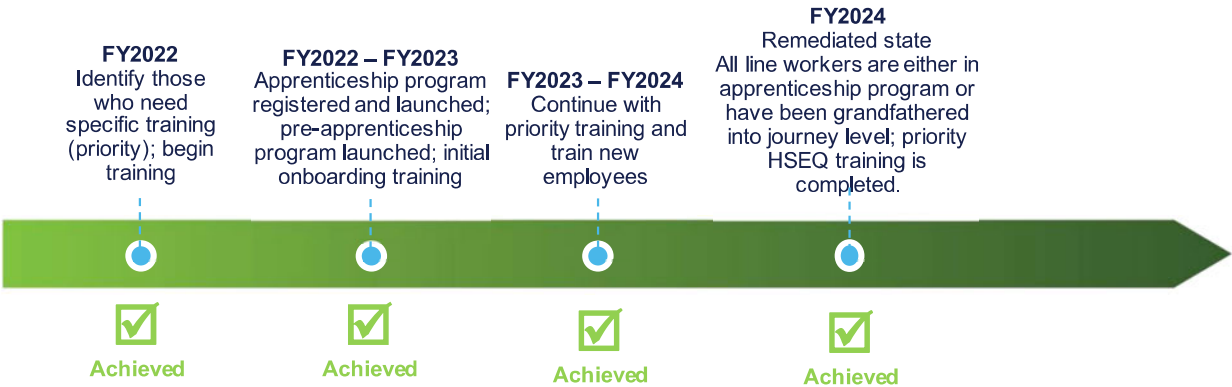 FY2022
Identify those
who need
specific training
(priority); begin
training
FY2022 – FY2023
Apprenticeship program
registered and launched;
pre-apprenticeship
program launched; initial
onboarding training
FY2023 – FY2024
Continue with
priority training and
train new
employees
FY2024
Remediated state
All line workers are either in
apprenticeship program or
have been grandfathered
into journey level; priority
HSEQ training is
completed.
Achieved
Achieved
Achieved
Achieved